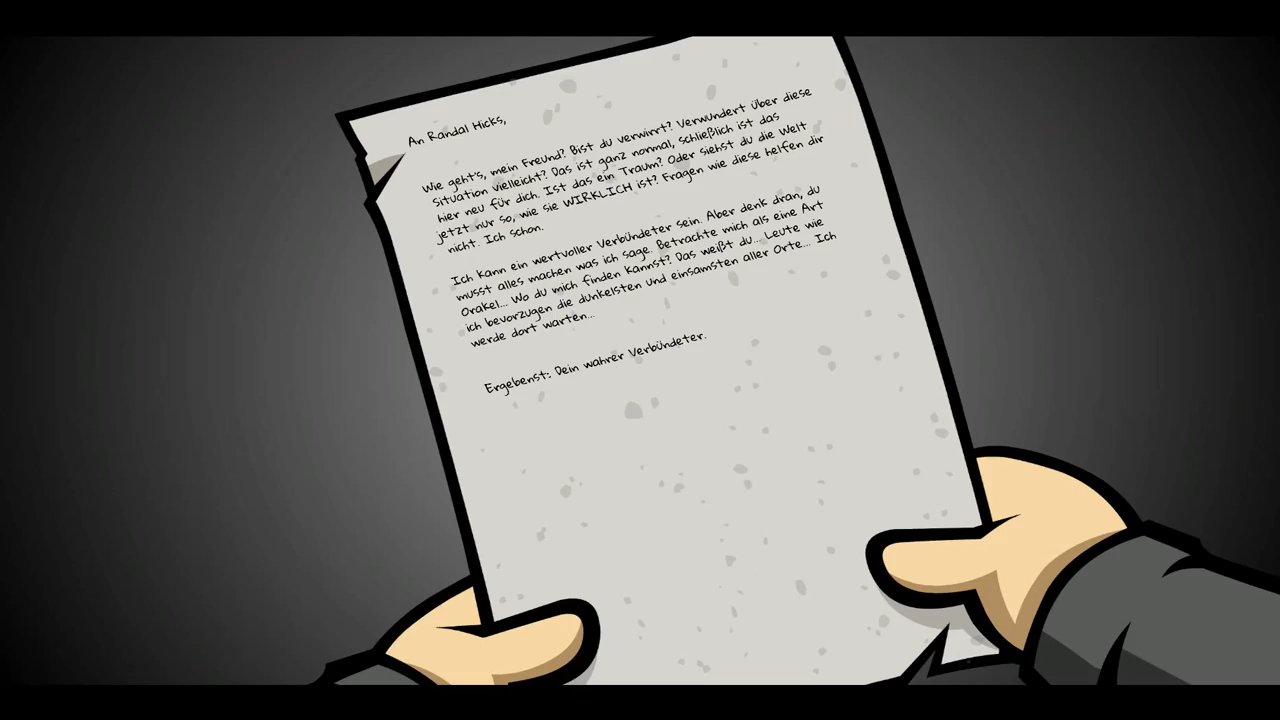 An Randal Hicks,
Wie geht's, mein Freund? Bist du verwirrt? Verwundert über diese
Situation vielleicht? Das ist ganz normal, schließlich ist das
hier neu für dich. Ist das ein Traum? Oder siehst du die Welt
jetzt nur so, wie sie WIRKLICH ist? Fragen wie diese helfen dir
nicht. Ich schon.
Ich kann ein wertvoller Verbündeter sein. Aber denk dran, du
musst alles machen was ich sage. Betrachte mich als eine Art
Orakel... Wo du mich finden kannst? Das weißt du... Leute wie
ich bevorzugen die dunkelsten und einsamsten aller Orte... Ich
werde dort warten...
Ergebenst: Dein wahrer Verbündeter.